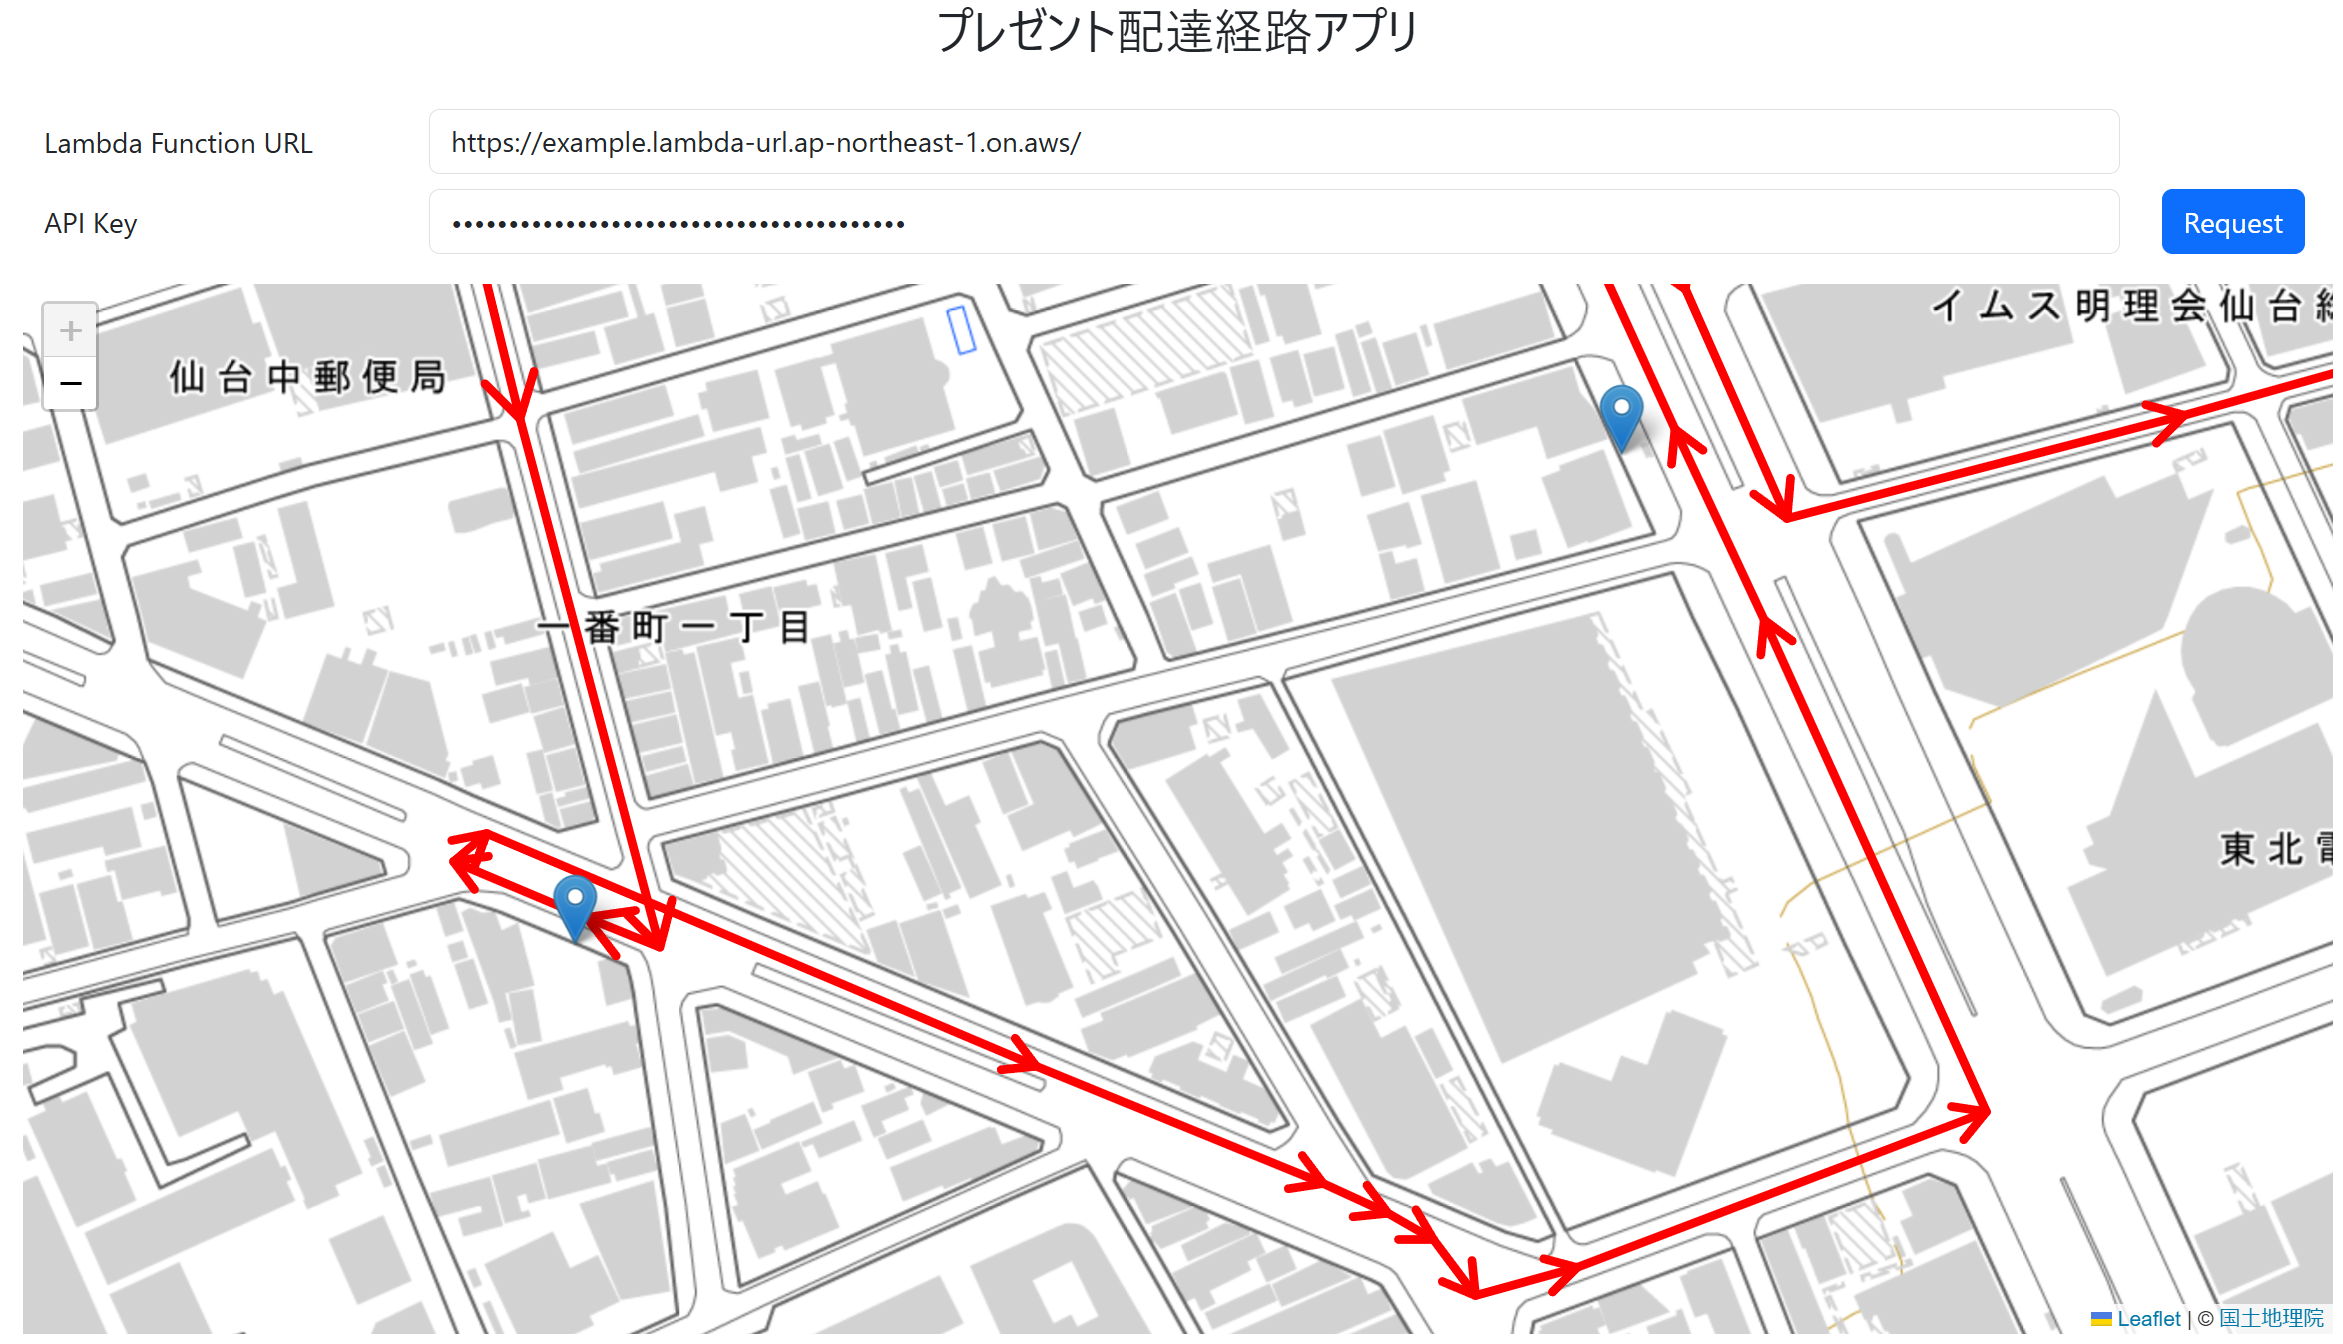 プレゼント配達経路アプリ
Lambda Function URL
https://example.lambda-url.ap-northeast-1.on.aws/
API Key
••••••••••••••••••••••••••••••••••••••••
Request
+
−
イムス明理会仙台総
仙台中郵便局
一番町一丁目
東北電
Leaflet | © 国土地理院